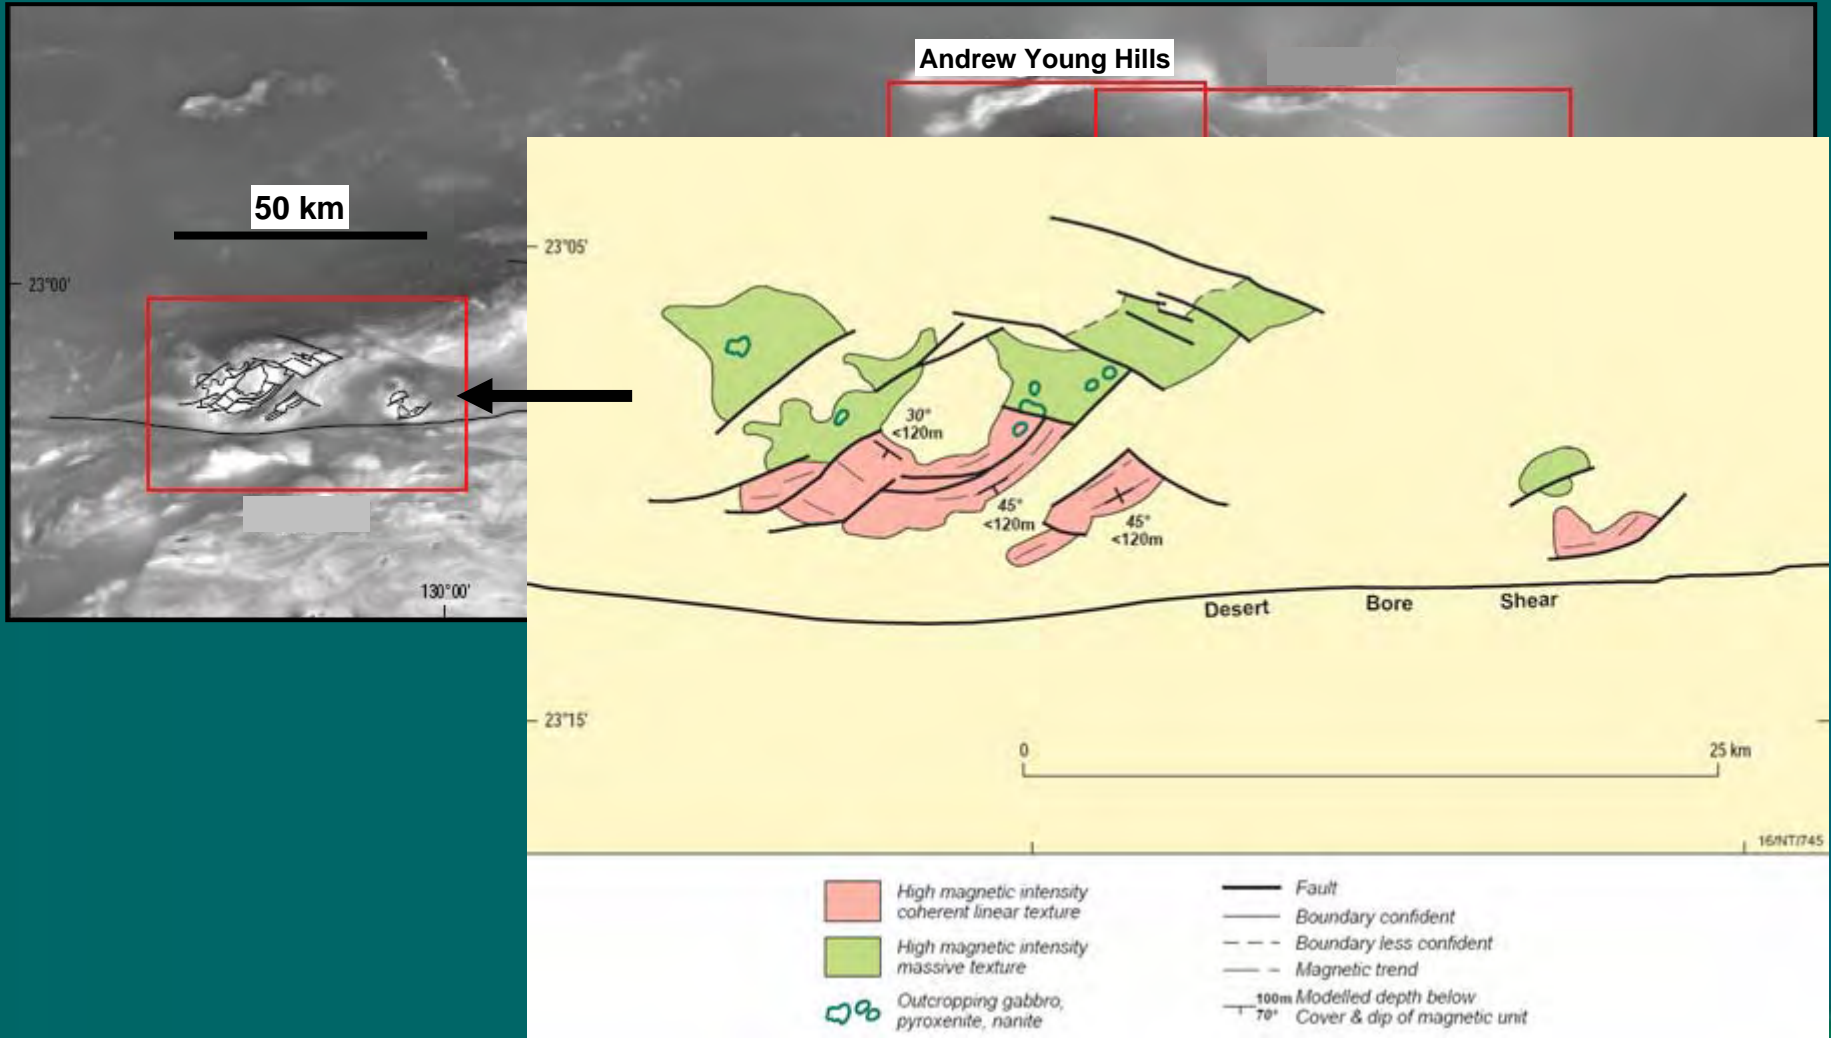 Andrew Young Hills
50 km
23°00'
130°00'
23°05'
30°
<120m
45°
<120m
45°
<120m
Desert Bore Shear
23°15'
0 25 km
16/NT/745
High magnetic intensity
coherent linear texture
High magnetic intensity
massive texture
Outcropping gabbro,
pyroxenite, nanite
Fault
Boundary confident
Boundary less confident
Magnetic trend
100m Modelled depth below
70° Cover & dip of magnetic unit